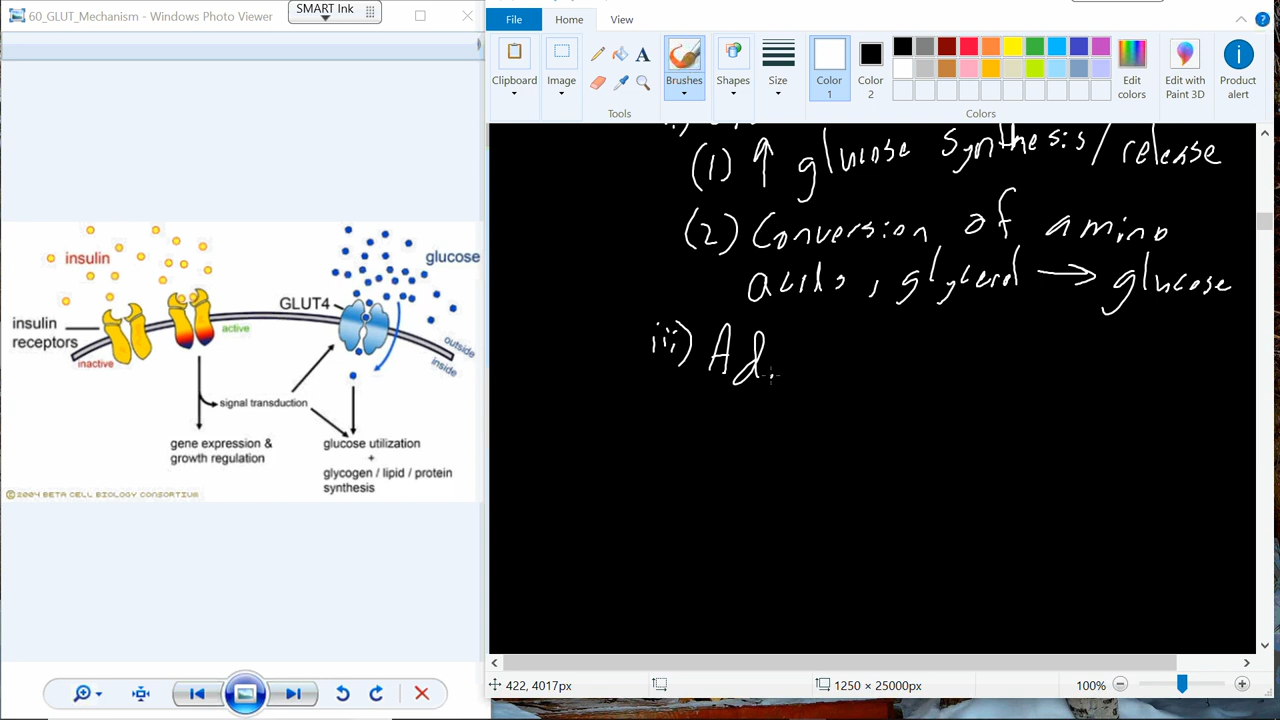 60_GLUT_Mechanism - Windows Photo Viewer
SMART Ink
insulin
glucose
GLUT4
insulin
receptors
active
inactive
outside
inside
signal transduction
gene expression &
growth regulation
glucose utilization
+
glycogen / lipid / protein
synthesis
©2004 BETA CELL BIOLOGY CONSORTIUM
File
Home
View
Clipboard
Image
Tools
Brushes
Shapes
Size
Color
1
Color
2
Colors
Edit
colors
Edit with
Paint 3D
Product
alert
(1) ↑ glucose synthesis/release
(2) Conversion of amino
acids, glycerol → glucose
iii) Ad
422, 4017px
1250 × 25000px
100%